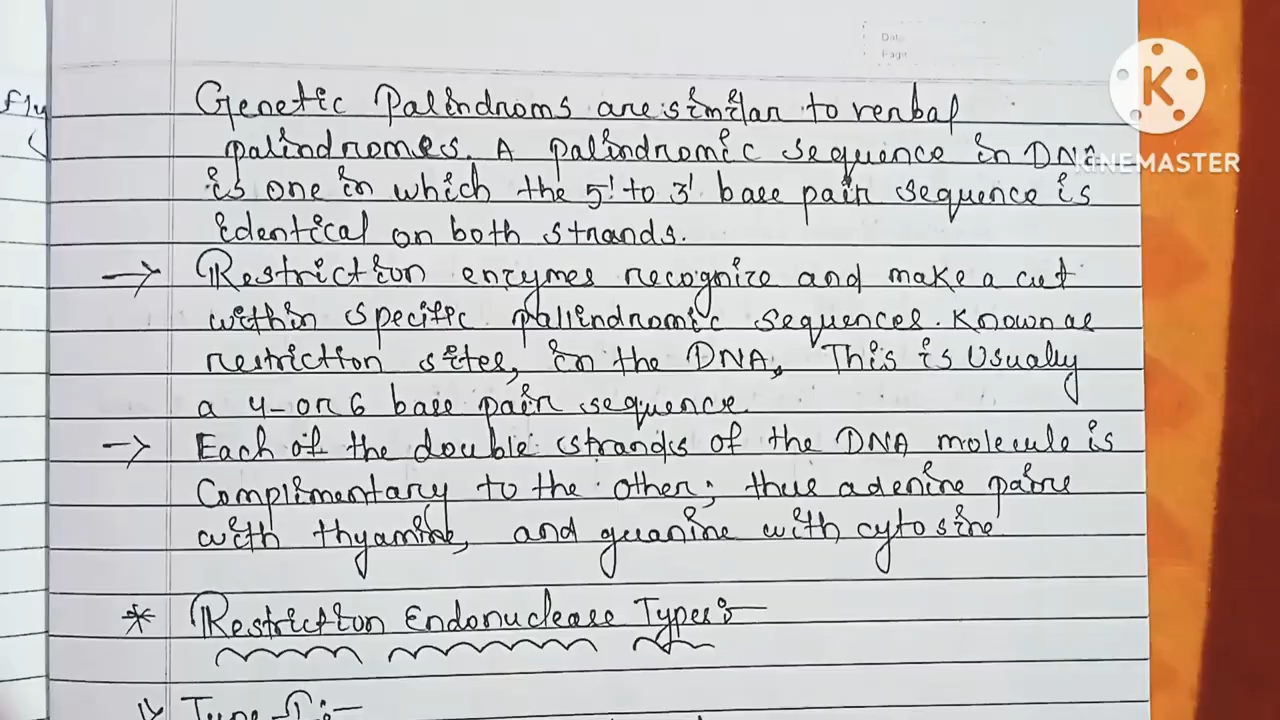 Date
Page
Genetic Palindroms are similar to verbal
palindromes. A palindromic sequence in DNA
is one in which the 5' to 3' base pair sequence is
identical on both strands.
→ Restriction enzymes recognize and make a cut
within specific palindromic sequences. Known as
restriction sites, in the DNA, This is Usually
a 4- or 6 base pair sequence.
→ Each of the double strands of the DNA molecule is
Complimentary to the other; thus adenine pairs
with thyamine, and guanine with cytosine
* Restriction Endonuclease Types:-
Type-I:-
K
KINEMASTER